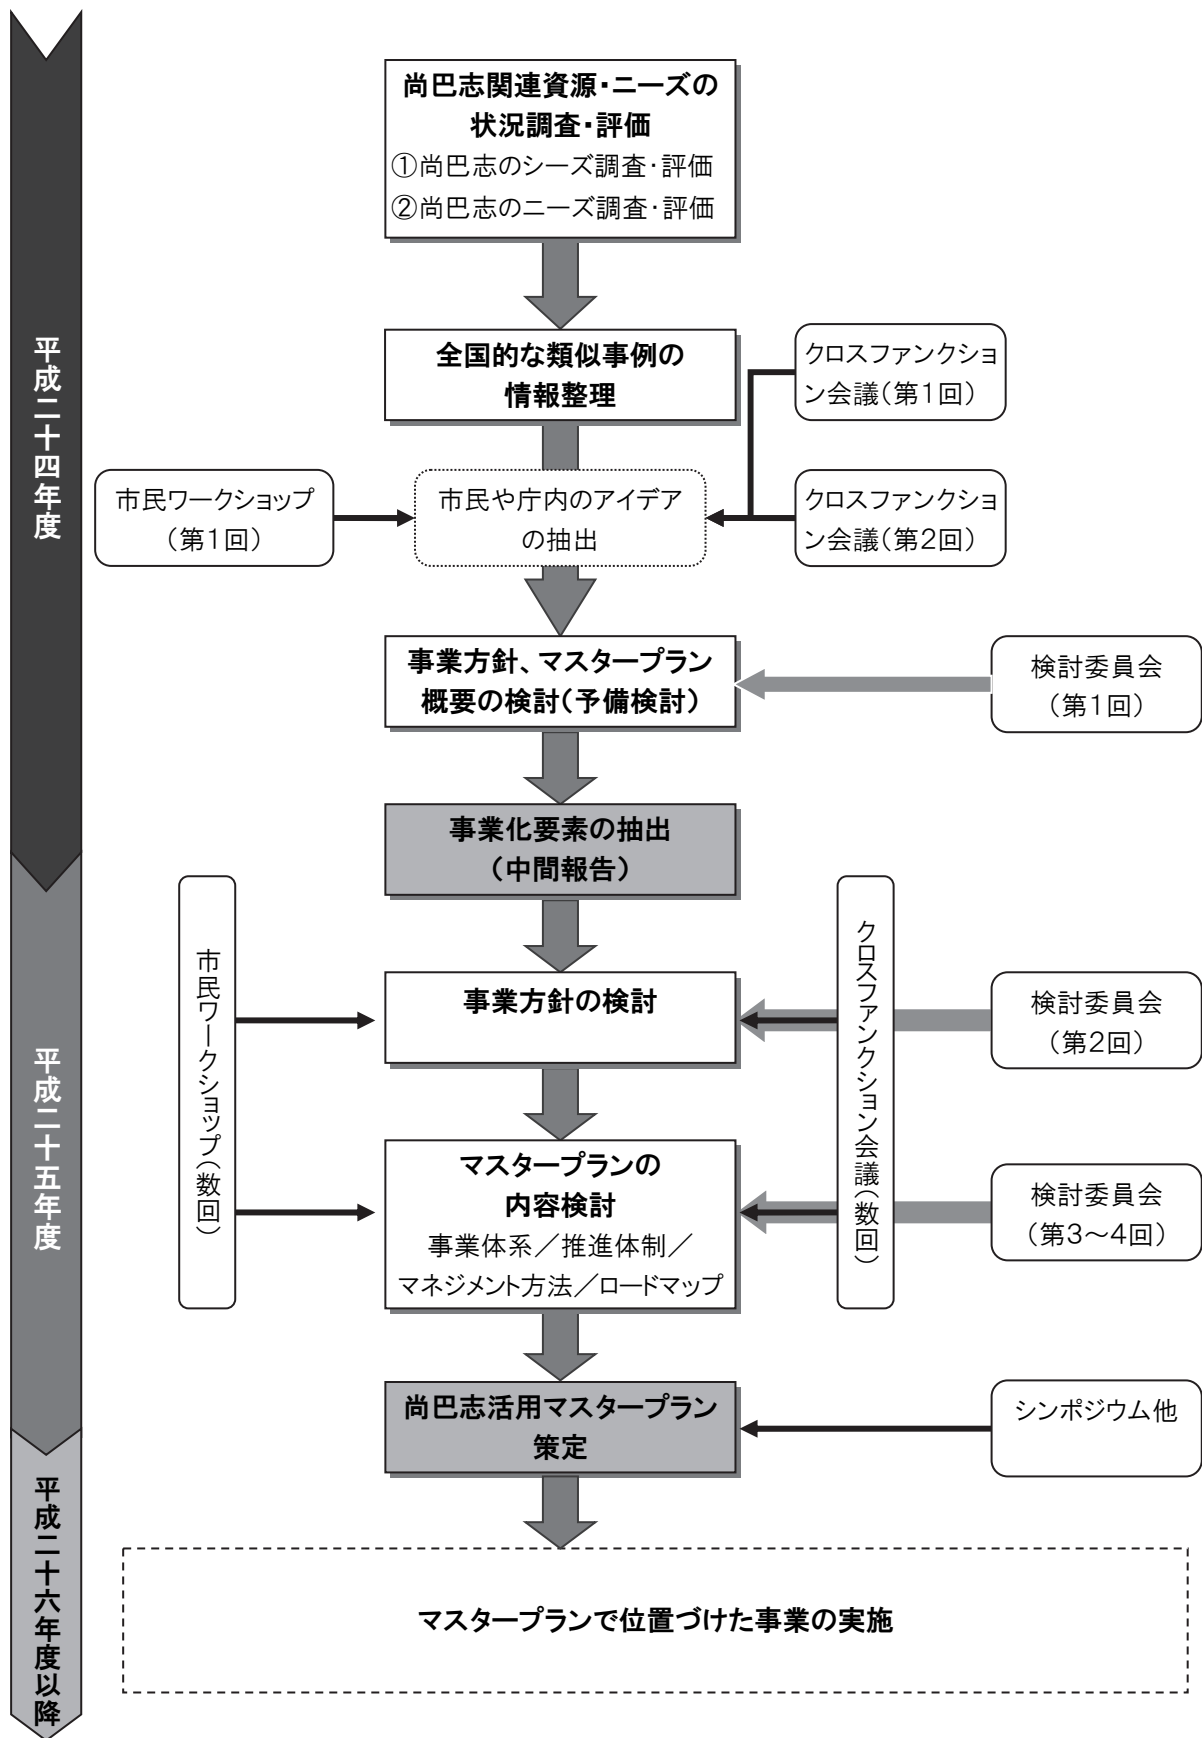 平成二十四年度
尚巴志関連資源・ニーズの
状況調査・評価
①尚巴志のシーズ調査・評価
②尚巴志のニーズ調査・評価
全国的な類似事例の
情報整理
クロスファンクショ
ン会議(第1回)
市民ワークショップ
(第1回)
市民や庁内のアイデア
の抽出
クロスファンクショ
ン会議(第2回)
事業方針、マスタープラン
概要の検討(予備検討)
検討委員会
(第1回)
事業化要素の抽出
(中間報告)
平成二十五年度
市民ワークショップ(数回)
事業方針の検討
クロスファンクション会議(数回)
検討委員会
(第2回)
マスタープランの
内容検討
事業体系/推進体制/
マネジメント方法/ロードマップ
検討委員会
(第3~4回)
尚巴志活用マスタープラン
策定
シンポジウム他
平成二十六年度以降
マスタープランで位置づけた事業の実施